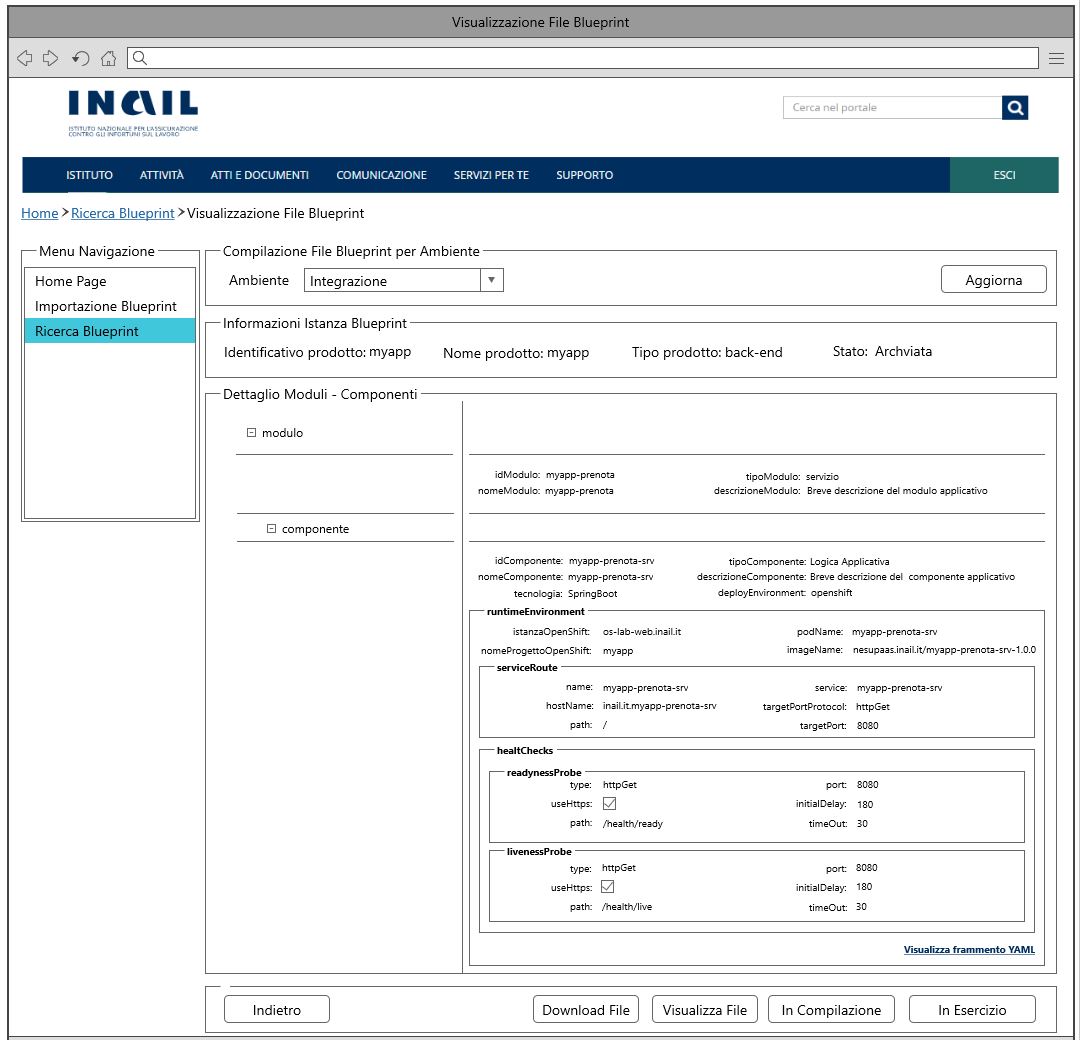 Visualizzazione File Blueprint
INAIL
ISTITUTO NAZIONALE PER L'ASSICURAZIONE
CONTRO GLI INFORTUNI SUL LAVORO
Cerca nel portale
ISTITUTO ATTIVITÀ ATTI E DOCUMENTI COMUNICAZIONE SERVIZI PER TE SUPPORTO ESCI
Home > Ricerca Blueprint > Visualizzazione File Blueprint
Menu Navigazione
Home Page
Importazione Blueprint
Ricerca Blueprint
Compilazione File Blueprint per Ambiente
Ambiente Integrazione Aggiorna
Informazioni Istanza Blueprint
Identificativo prodotto: myapp Nome prodotto: myapp Tipo prodotto: back-end Stato: Archviata
Dettaglio Moduli - Componenti
modulo
idModulo: myapp-prenota tipoModulo: servizio
nomeModulo: myapp-prenota descrizioneModulo: Breve descrizione del modulo applicativo
componente
idComponente: myapp-prenota-srv tipoComponente: Logica Applicativa
nomeComponente: myapp-prenota-srv descrizioneComponente: Breve descrizione del componente applicativo
tecnologia: SpringBoot deployEnvironment: openshift
runtimeEnvironment
istanzaOpenShift: os-lab-web.inail.it podName: myapp-prenota-srv
nomeProgettoOpenShift: myapp imageName: nesupaas.inail.it/myapp-prenota-srv-1.0.0
serviceRoute
name: myapp-prenota-srv service: myapp-prenota-srv
hostName: inail.it.myapp-prenota-srv targetPortProtocol: httpGet
path: / targetPort: 8080
healtChecks
readynessProbe
type: httpGet port: 8080
useHttps: initialDelay: 180
path: /health/ready timeOut: 30
livenessProbe
type: httpGet port: 8080
useHttps: initialDelay: 180
path: /health/live timeOut: 30
Visualizza frammento YAML
Indietro Download File Visualizza File In Compilazione In Esercizio